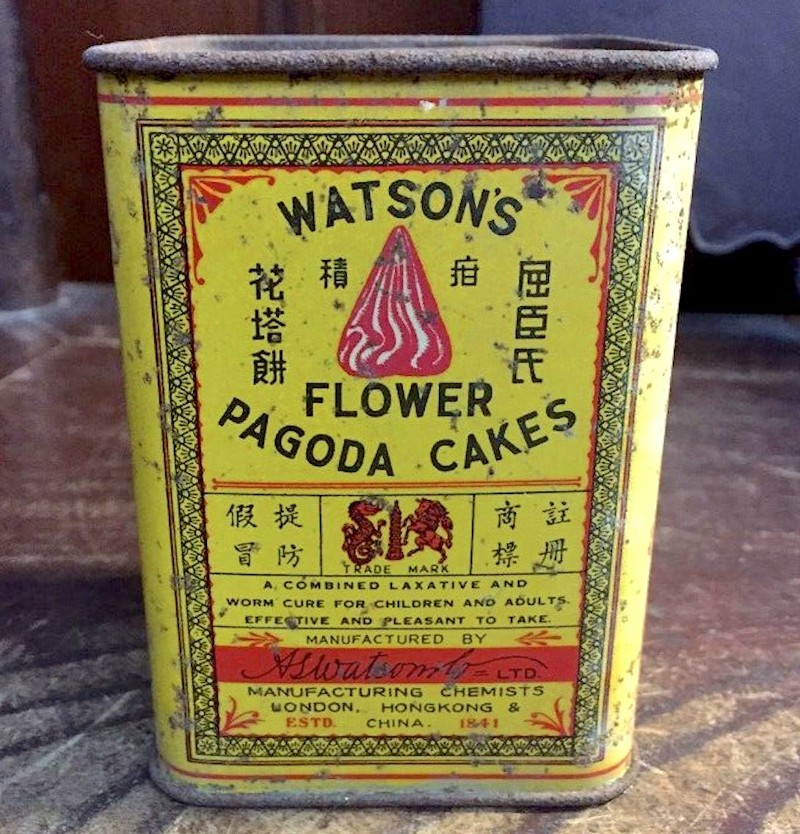 WATSON'S
屈臣氏
疳積
花塔餅
FLOWER
PAGODA CAKES
註冊
商標
TRADE MARK
提防
假冒
A COMBINED LAXATIVE AND
WORM CURE FOR CHILDREN AND ADULTS.
EFFECTIVE AND PLEASANT TO TAKE.
MANUFACTURED BY
A.S. Watson & Co LTD.
MANUFACTURING CHEMISTS
LONDON, HONGKONG &
ESTD. CHINA. 1841